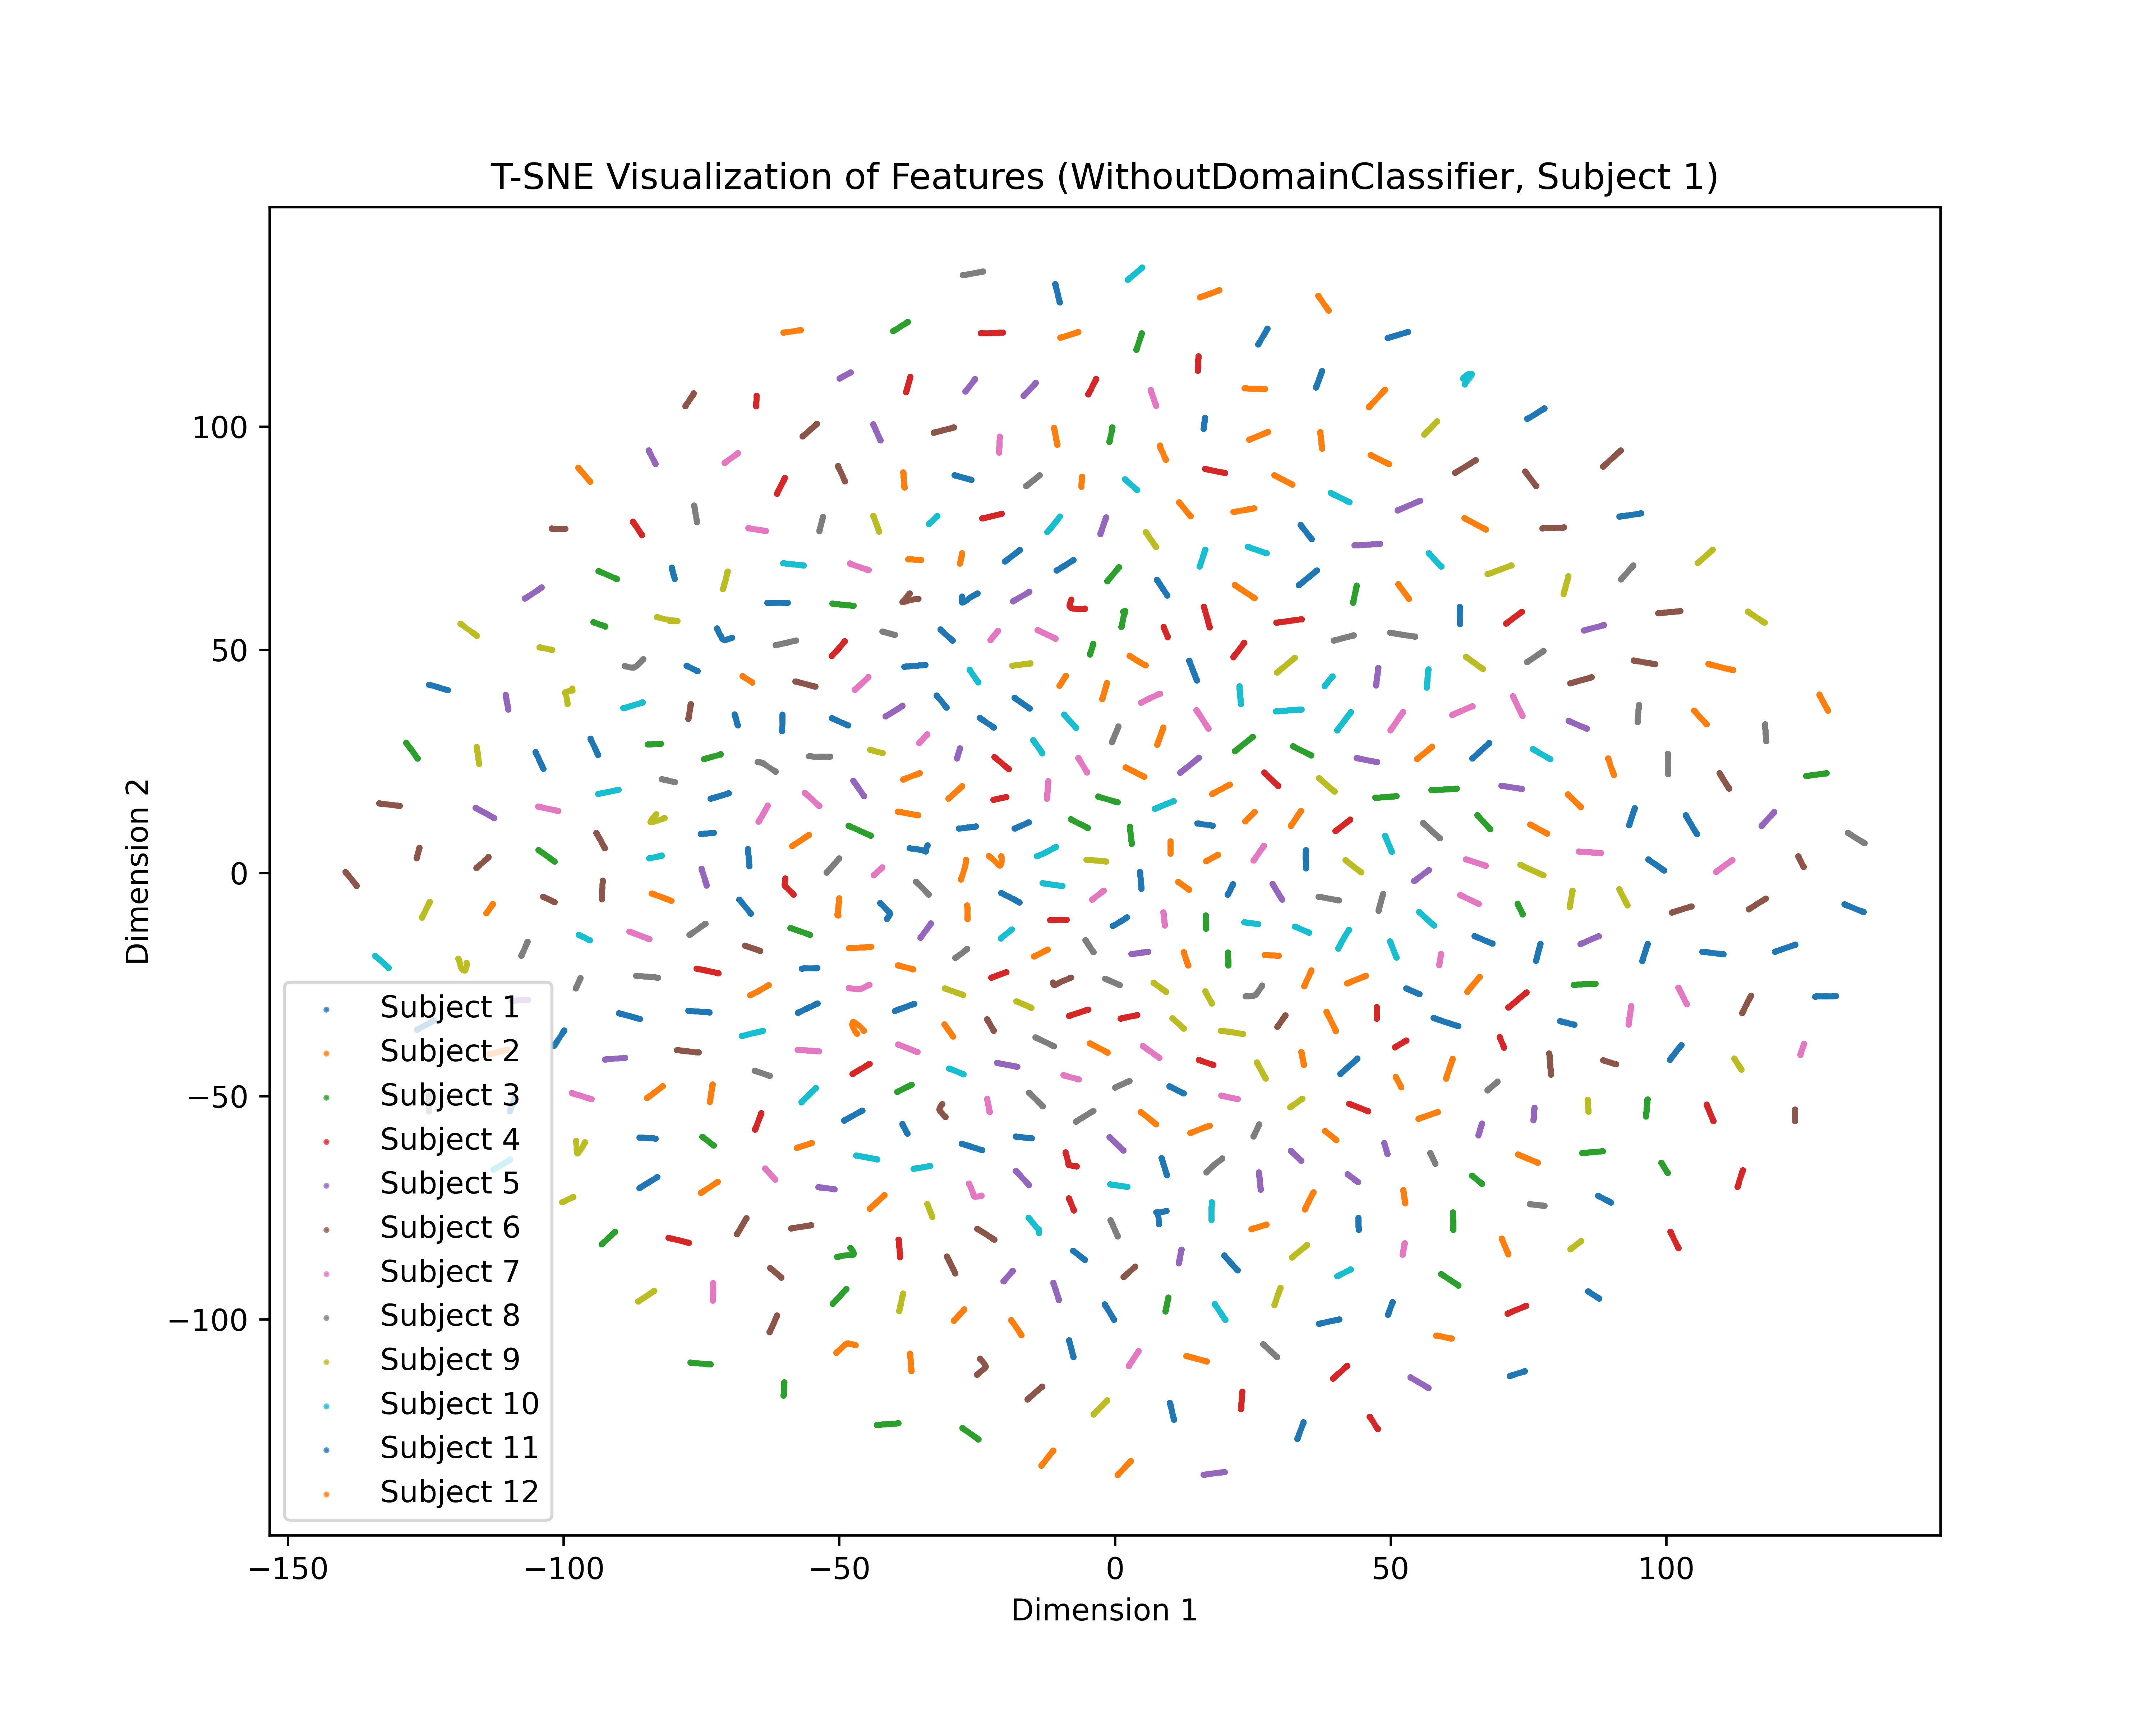 T-SNE Visualization of Features (WithoutDomainClassifier, Subject 1)
100
50
0
−50
−100
Dimension 2
Subject 1
Subject 2
Subject 3
Subject 4
Subject 5
Subject 6
Subject 7
Subject 8
Subject 9
Subject 10
Subject 11
Subject 12
−150 −100 −50 0 50 100
Dimension 1